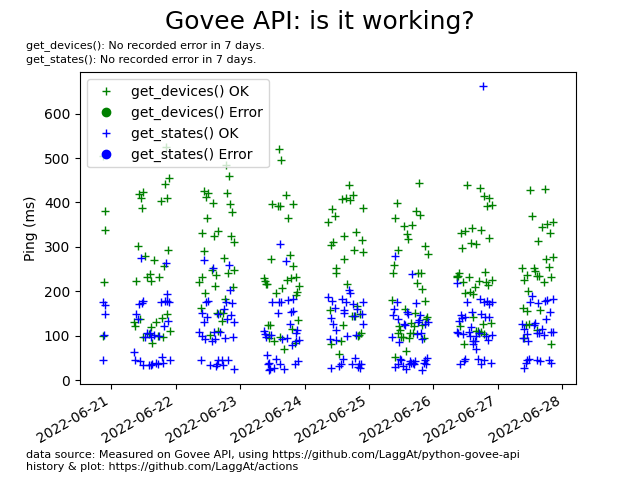 Govee API: is it working?
get_devices(): No recorded error in 7 days.
get_states(): No recorded error in 7 days.
get_devices() OK
get_devices() Error
get_states() OK
get_states() Error
Ping (ms)
600
500
400
300
200
100
0
2022-06-21
2022-06-22
2022-06-23
2022-06-24
2022-06-25
2022-06-26
2022-06-27
2022-06-28
data source: Measured on Govee API, using https://github.com/LaggAt/python-govee-api
history & plot: https://github.com/LaggAt/actions